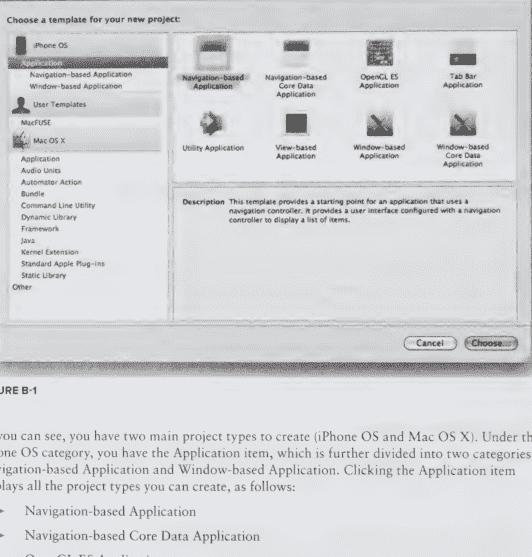 Choose a template for your new project:
iPhone OS
Application
Navigation-based Application
Window-based Application
User Templates
MacFUSE
Mac OS X
Application
Audio Units
Automator Action
Bundle
Command Line Utility
Dynamic Library
Framework
Java
Kernel Extension
Standard Apple Plug-ins
Static Library
Other
Navigation-based
Application
Navigation-based
Core Data
Application
OpenGL ES
Application
Tab Bar
Application
Utility Application
View-based
Application
Window-based
Application
Window-based
Core Data
Application
Description This template provides a starting point for an application that uses a
navigation controller. It provides a user interface configured with a navigation
controller to display a list of items.
Cancel
Choose...
URE B-1
you can see, you have two main project types to create (iPhone OS and Mac OS X). Under th
one OS category, you have the Application item, which is further divided into two categories
vigation-based Application and Window-based Application. Clicking the Application item
plays all the project types you can create, as follows:
Navigation-based Application
Navigation-based Core Data Application